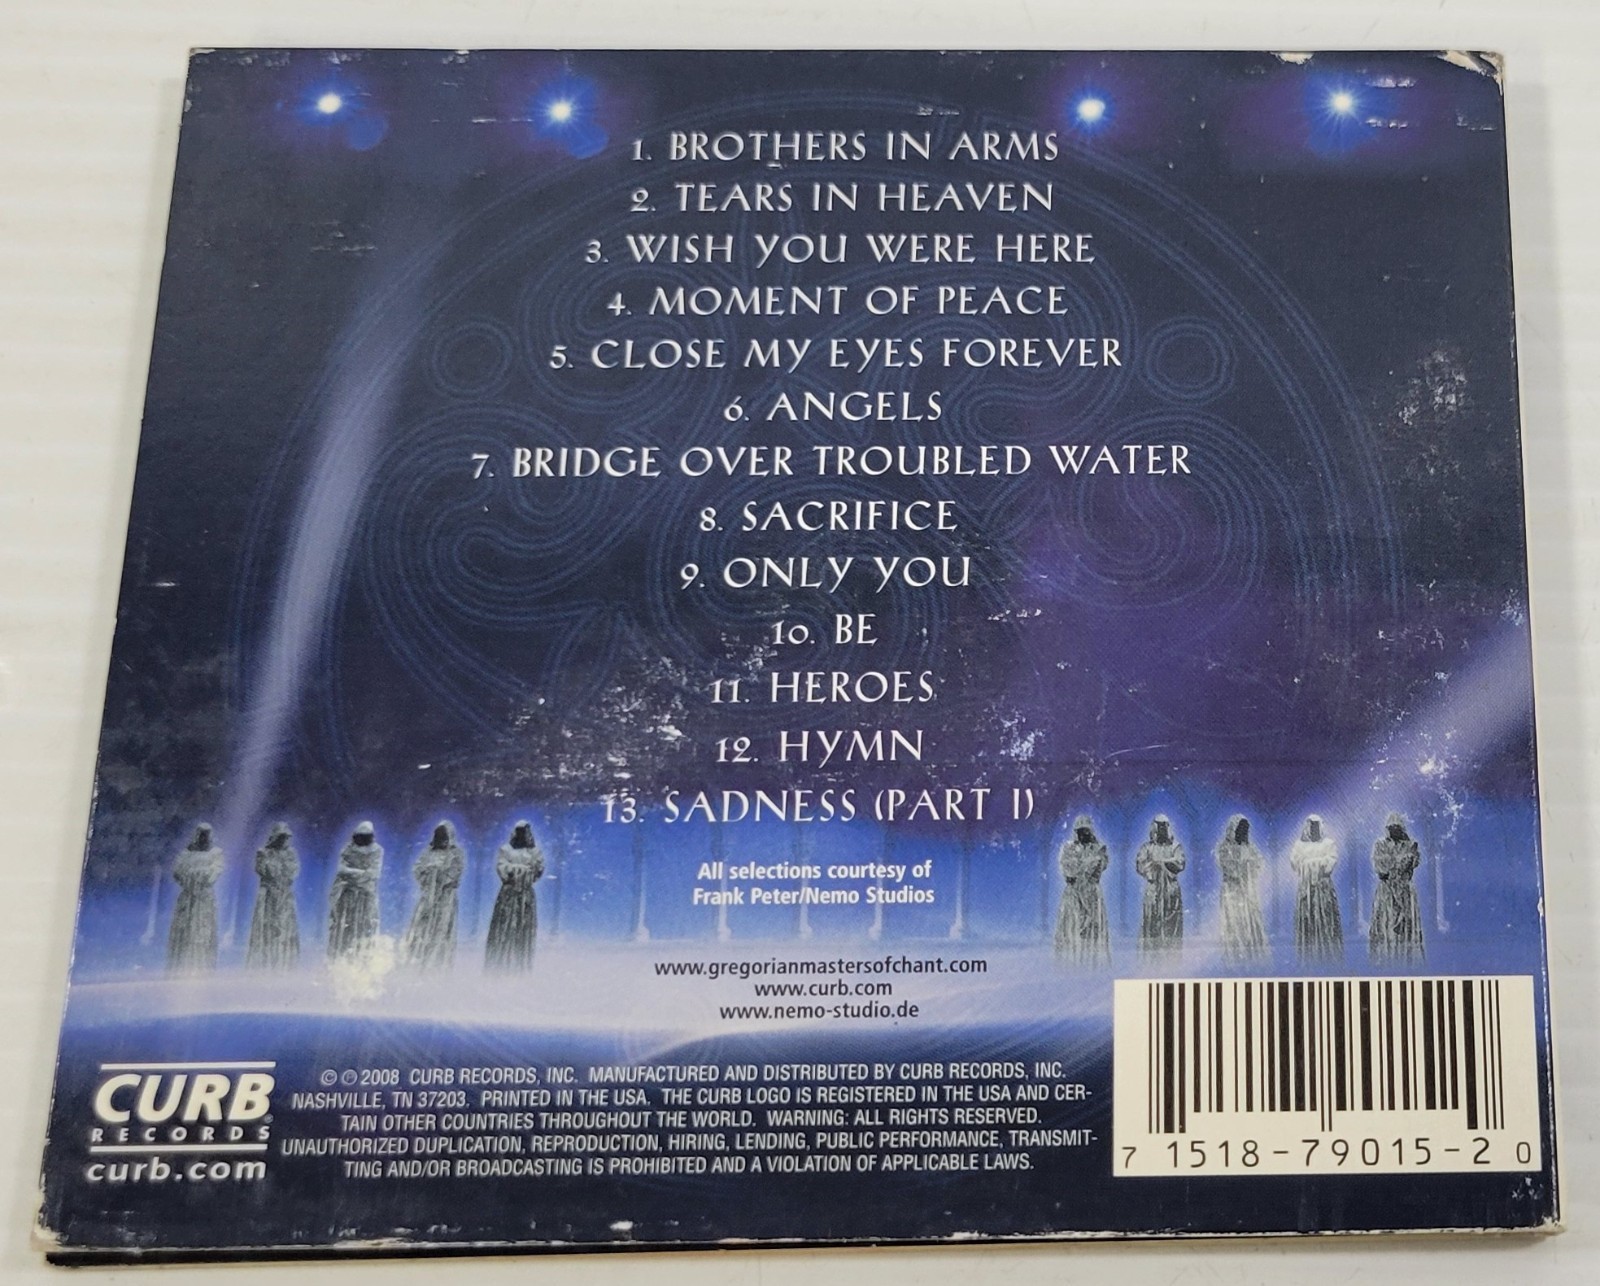 1. BROTHERS IN ARMS
2. TEARS IN HEAVEN
3. WISH YOU WERE HERE
4. MOMENT OF PEACE
5. CLOSE MY EYES FOREVER
6. ANGELS
7. BRIDGE OVER TROUBLED WATER
8. SACRIFICE
9. ONLY YOU
10. BE
11. HEROES
12. HYMN
13. SADNESS (PART I)
All selections courtesy of
Frank Peter/Nemo Studios
www.gregorianmastersofchant.com
www.curb.com
www.nemo-studio.de
CURB
RECORDS
curb.com
© ℗ 2008 CURB RECORDS, INC. MANUFACTURED AND DISTRIBUTED BY CURB RECORDS, INC.
NASHVILLE, TN 37203. PRINTED IN THE USA. THE CURB LOGO IS REGISTERED IN THE USA AND CER-
TAIN OTHER COUNTRIES THROUGHOUT THE WORLD. WARNING: ALL RIGHTS RESERVED.
UNAUTHORIZED DUPLICATION, REPRODUCTION, HIRING, LENDING, PUBLIC PERFORMANCE, TRANSMIT-
TING AND/OR BROADCASTING IS PROHIBITED AND A VIOLATION OF APPLICABLE LAWS.
7 1518-79015-2 0